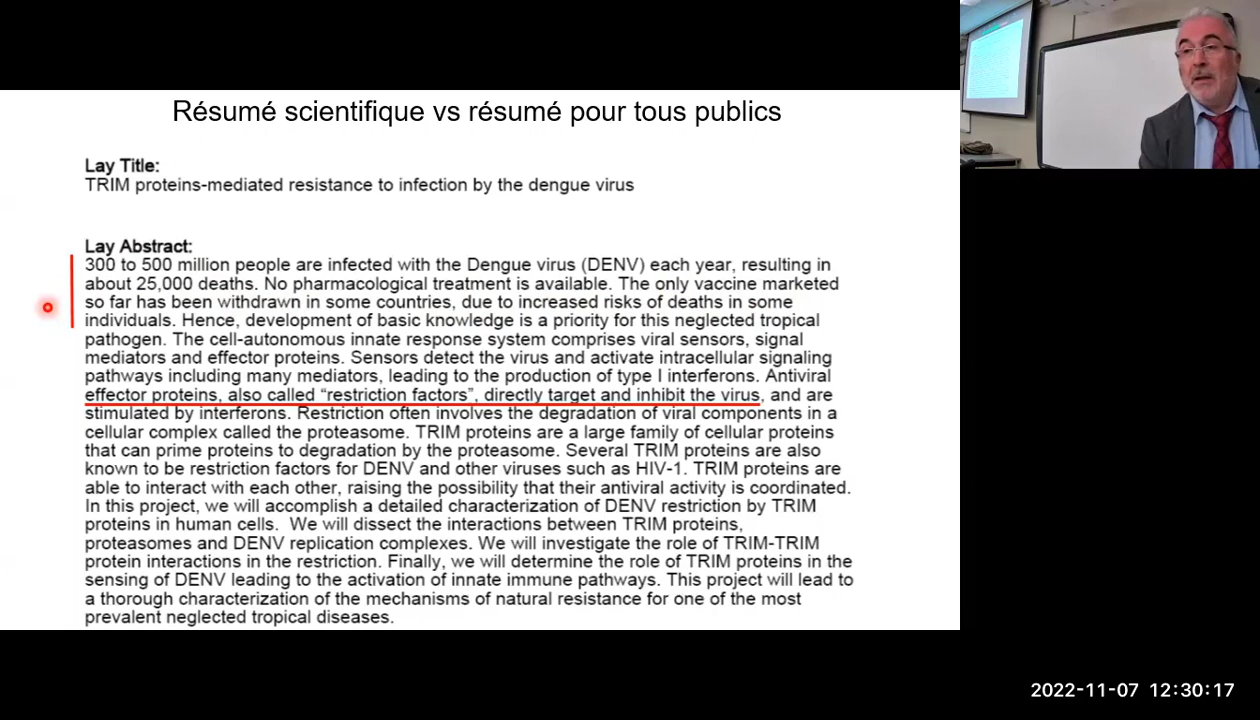 Résumé scientifique vs résumé pour tous publics
Lay Title:
TRIM proteins-mediated resistance to infection by the dengue virus
Lay Abstract:
300 to 500 million people are infected with the Dengue virus (DENV) each year, resulting in
about 25,000 deaths. No pharmacological treatment is available. The only vaccine marketed
so far has been withdrawn in some countries, due to increased risks of deaths in some
individuals. Hence, development of basic knowledge is a priority for this neglected tropical
pathogen. The cell-autonomous innate response system comprises viral sensors, signal
mediators and effector proteins. Sensors detect the virus and activate intracellular signaling
pathways including many mediators, leading to the production of type I interferons. Antiviral
effector proteins, also called “restriction factors”, directly target and inhibit the virus, and are
stimulated by interferons. Restriction often involves the degradation of viral components in a
cellular complex called the proteasome. TRIM proteins are a large family of cellular proteins
that can prime proteins to degradation by the proteasome. Several TRIM proteins are also
known to be restriction factors for DENV and other viruses such as HIV-1. TRIM proteins are
able to interact with each other, raising the possibility that their antiviral activity is coordinated.
In this project, we will accomplish a detailed characterization of DENV restriction by TRIM
proteins in human cells.  We will dissect the interactions between TRIM proteins,
proteasomes and DENV replication complexes. We will investigate the role of TRIM-TRIM
protein interactions in the restriction. Finally, we will determine the role of TRIM proteins in the
sensing of DENV leading to the activation of innate immune pathways. This project will lead to
a thorough characterization of the mechanisms of natural resistance for one of the most
prevalent neglected tropical diseases.
2022-11-07 12:30:17